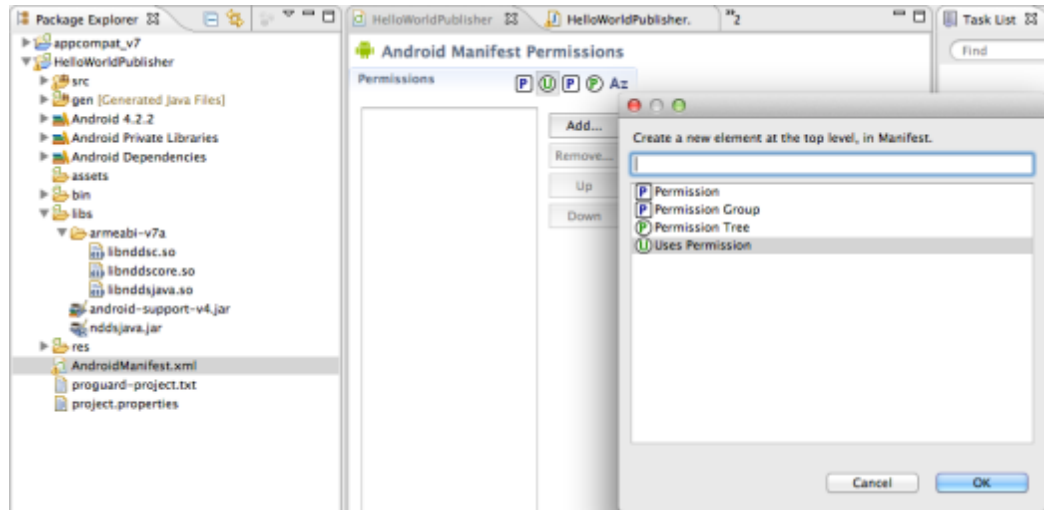 Package Explorer
appcompat_v7
HelloWorldPublisher
src
gen [Generated Java Files]
Android 4.2.2
Android Private Libraries
Android Dependencies
assets
bin
libs
armeabi-v7a
libnddsc.so
libnddscore.so
libnddsjava.so
android-support-v4.jar
nddsjava.jar
res
AndroidManifest.xml
proguard-project.txt
project.properties
HelloWorldPublisher
HelloWorldPublisher.
»2
Android Manifest Permissions
Permissions
P U P P Az
Add...
Remove...
Up
Down
Task List
Find
Create a new element at the top level, in Manifest.
P Permission
P Permission Group
P Permission Tree
U Uses Permission
Cancel
OK